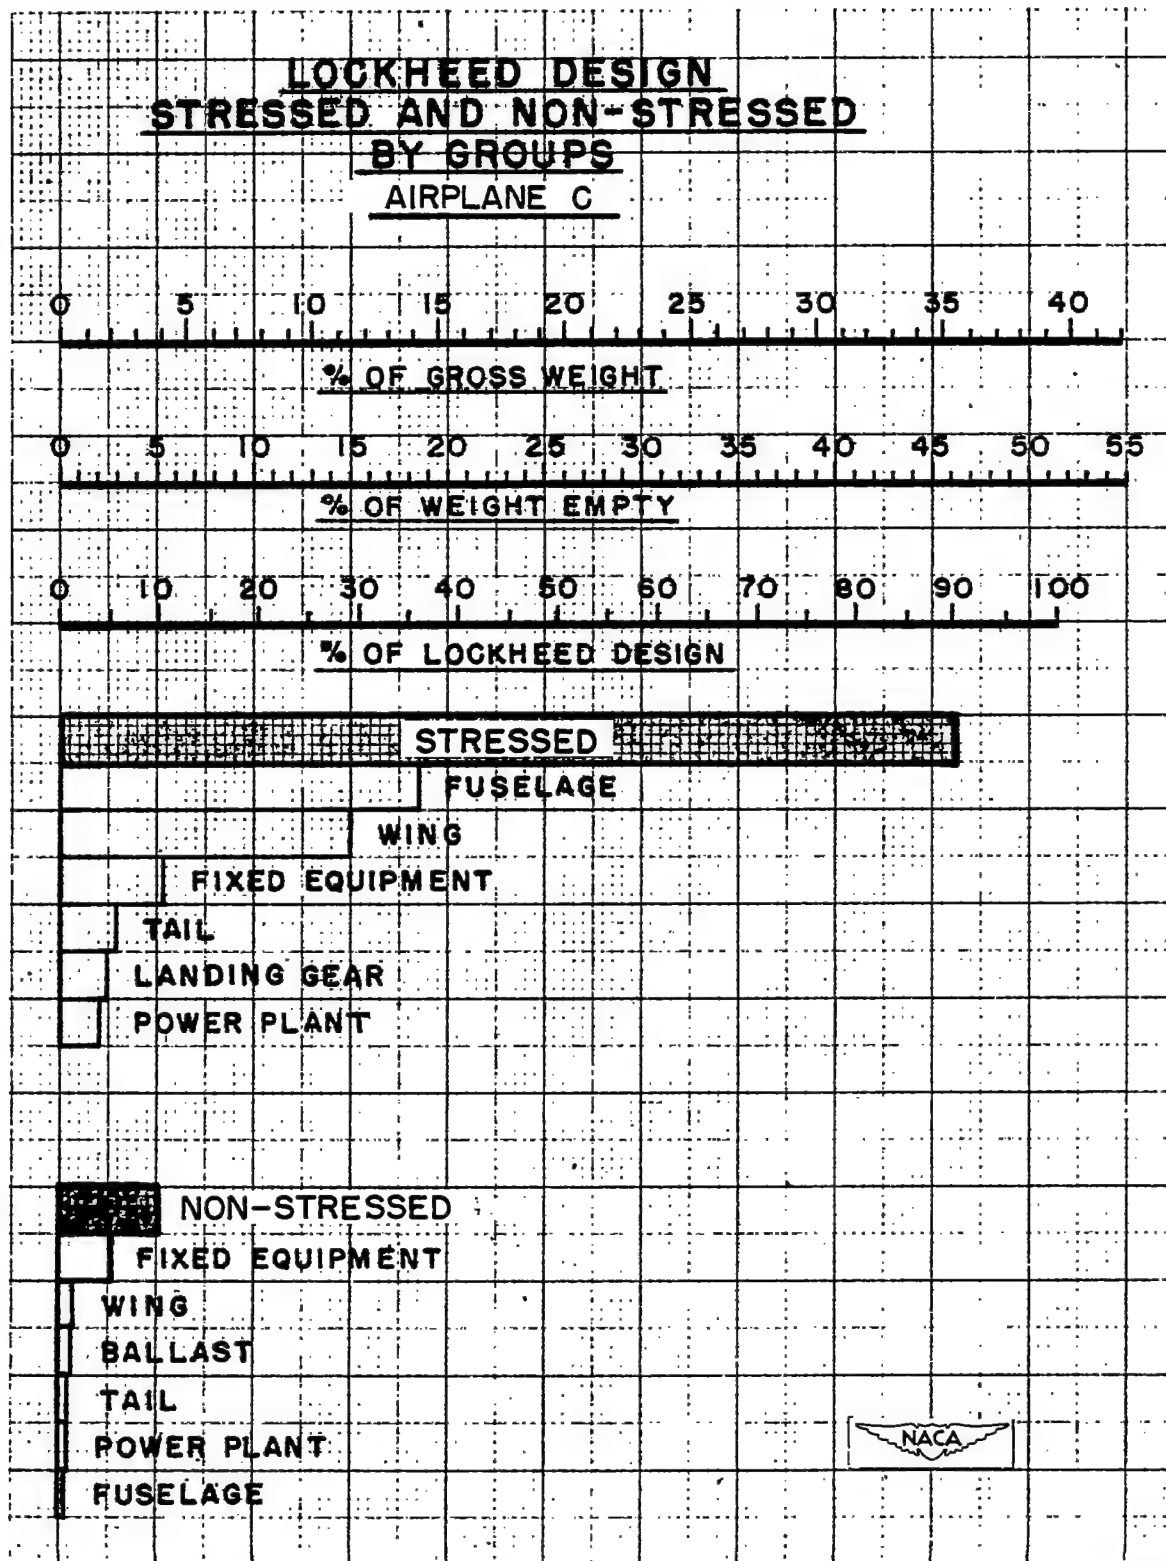 LOCKHEED DESIGN
STRESSED AND NON-STRESSED
BY GROUPS
AIRPLANE C
0 5 10 15 20 25 30 35 40
% OF GROSS WEIGHT
0 5 10 15 20 25 30 35 40 45 50 55
% OF WEIGHT EMPTY
0 10 20 30 40 50 60 70 80 90 100
% OF LOCKHEED DESIGN
STRESSED
FUSELAGE
WING
FIXED EQUIPMENT
TAIL
LANDING GEAR
POWER PLANT
NON-STRESSED
FIXED EQUIPMENT
WING
BALLAST
TAIL
POWER PLANT
FUSELAGE
NACA